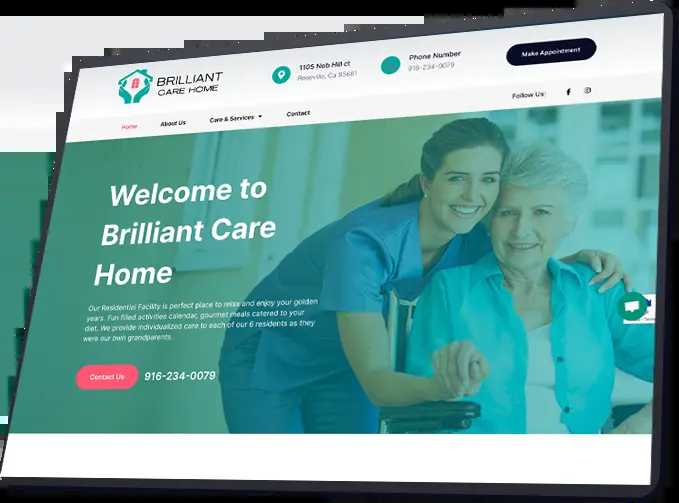 BRILLIANT
CARE HOME
1105 Nob Hill ct
Roseville, Ca 95661
Phone Number
916-234-0079
Make Appointment
Home
About Us
Care & Services
Contact
Follow Us:
Welcome to
Brilliant Care
Home
Our Residential Facility is perfect place to relax and enjoy your golden
years. Fun filled activities calendar, gourmet meals catered to your
diet. We provide individualized care to each of our 6 residents as they
were our own grandparents.
Contact Us
916-234-0079